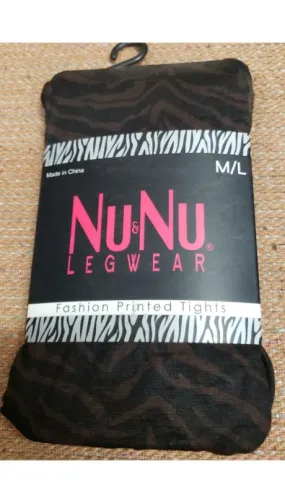 Made in China
M/L
NU&NU®
LEGWEAR
Fashion Printed Tights